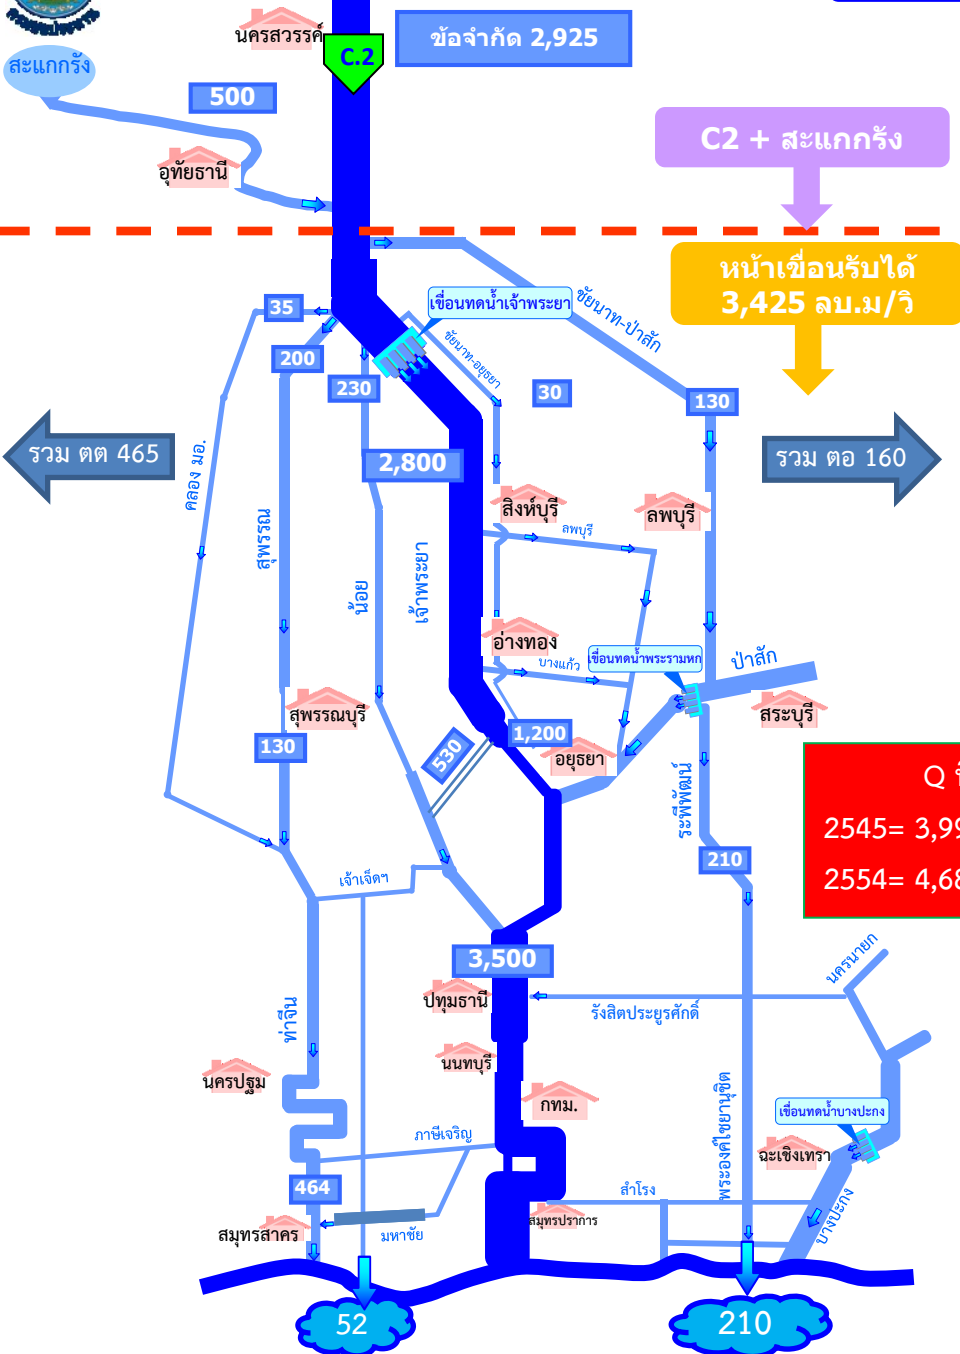 นครสวรรค์
C.2
ข้อจำกัด 2,925
สะแกกรัง
500
อุทัยธานี
C2 + สะแกกรัง
หน้าเขื่อนรับได้
3,425 ลบ.ม/วิ
เขื่อนทดน้ำเจ้าพระยา
ชัยนาท-ป่าสัก
ชัยนาท-อยุธยา
35
200
230
30
130
รวม ตต 465
คลอง มอ.
2,800
รวม ตอ 160
สิงห์บุรี
ลพบุรี
ลพบุรี
สุพรรณ
น้อย
เจ้าพระยา
อ่างทอง
บางแก้ว
เขื่อนทดน้ำพระรามหก
ป่าสัก
สุพรรณบุรี
สระบุรี
130
530
1,200
อยุธยา
ระพีพัฒน์
2545= 3,99
2554= 4,68
210
เจ้าเจ็ดฯ
3,500
นครนายก
ปทุมธานี
รังสิตประยูรศักดิ์
ท่าจีน
นนทบุรี
นครปฐม
กทม.
พระองค์ไชยานุชิต
เขื่อนทดน้ำบางปะกง
ภาษีเจริญ
ฉะเชิงเทรา
464
สำโรง
บางปะกง
สมุทรสาคร
มหาชัย
สมุทรปราการ
52
210